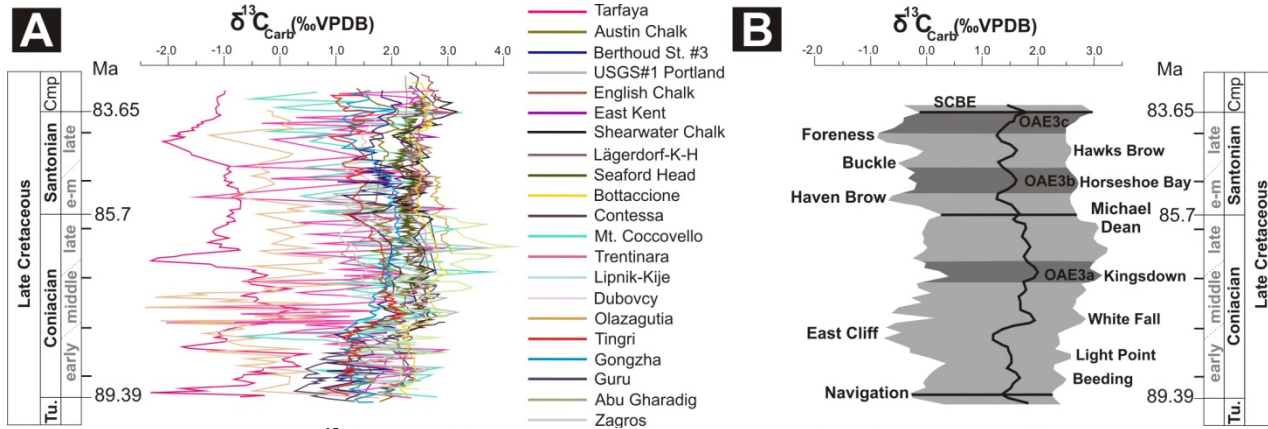 A
δ13CCarb(‰VPDB)
-2.0 -1.0 0.0 1.0 2.0 3.0 4.0
Ma
83.65
85.7
89.39
Late Cretaceous
Cmp
Santonian
Coniacian
Tu.
late
e-m
late
middle
early
Tarfaya
Austin Chalk
Berthoud St. #3
USGS#1 Portland
English Chalk
East Kent
Shearwater Chalk
Lägerdorf-K-H
Seaford Head
Bottaccione
Contessa
Mt. Coccovello
Trentinara
Lipnik-Kije
Dubovcy
Olazagutia
Tingri
Gongzha
Guru
Abu Gharadig
Zagros
B
δ13CCarb(‰VPDB)
-2.0 -1.0 0.0 1.0 2.0 3.0
Ma
SCBE
OAE3c
Foreness
Hawks Brow
Buckle
OAE3b
Horseshoe Bay
Haven Brow
Michael
Dean
OAE3a
Kingsdown
White Fall
East Cliff
Light Point
Beeding
Navigation
83.65
85.7
89.39
late
e-m
late
middle
early
Cmp
Santonian
Coniacian
Tu.
Late Cretaceous